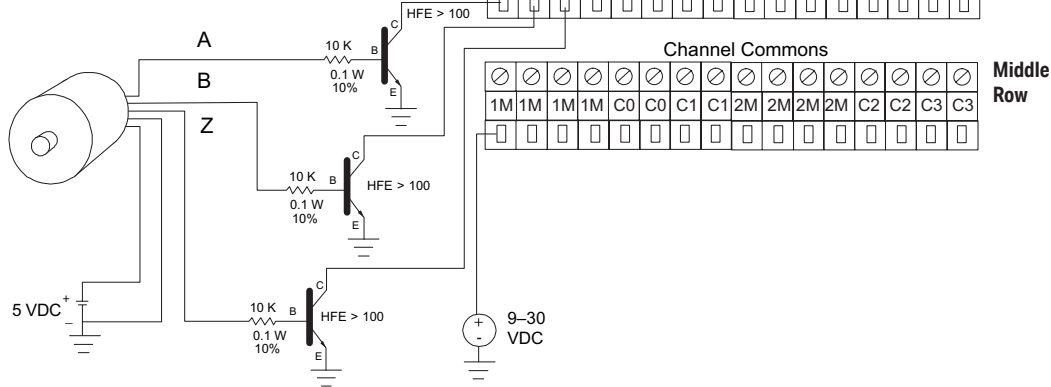 A
B
Z
10 K
0.1 W
10%
B
C
E
HFE > 100
10 K
0.1 W
10%
B
C
E
HFE > 100
10 K
0.1 W
10%
B
C
E
HFE > 100
5 VDC
+
–
Channel Commons
1M 1M 1M 1M C0 C0 C1 C1 2M 2M 2M 2M C2 C2 C3 C3
Middle
Row
+
-
9–30
VDC